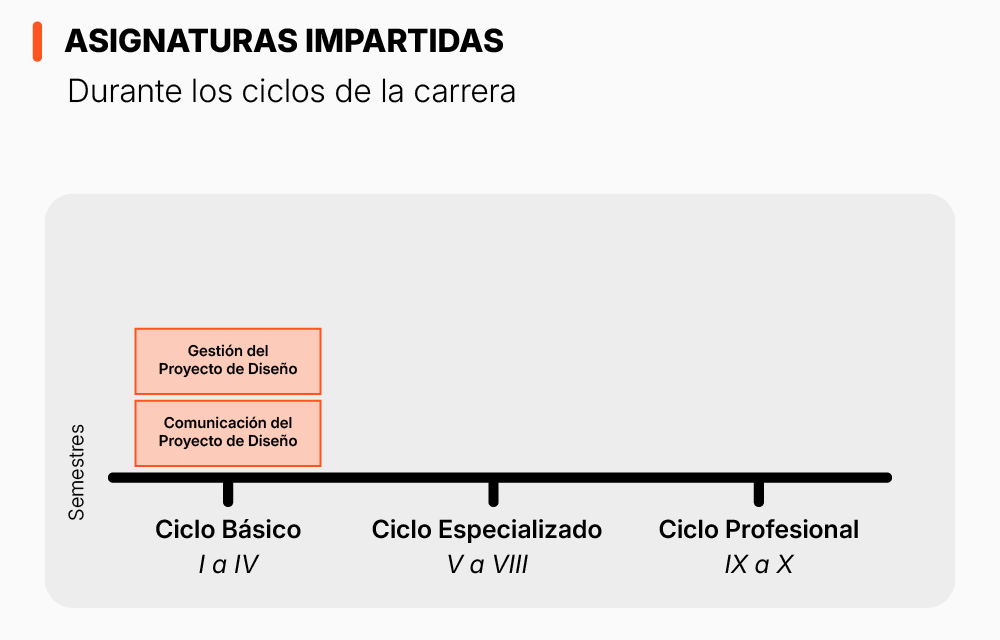 ASIGNATURAS IMPARTIDAS
Durante los ciclos de la carrera
Gestión del
Proyecto de Diseño
Comunicación del
Proyecto de Diseño
Semestres
Ciclo Básico
I a IV
Ciclo Especializado
V a VIII
Ciclo Profesional
IX a X